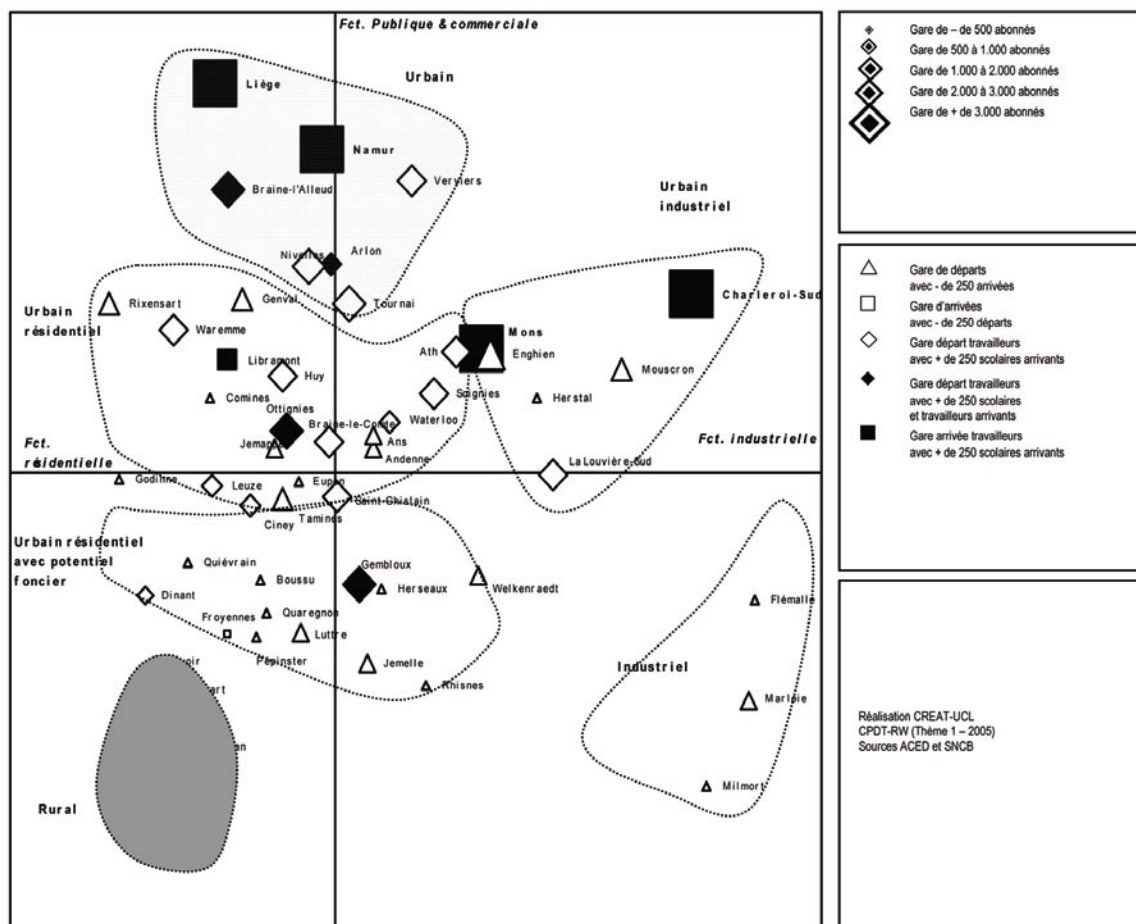 Fct. Publique & commerciale
Urbain
Liège
Namur
Verviers
Braine-l'Alleud
Urbain
industriel
Nivelles
Arlon
Rixensart
Genval
Tournai
Charleroi-Sud
Urbain
résidentiel
Waremme
Mons
Ath
Enghien
Libramont
Huy
Mouscron
Comines
Soignies
Herstal
Ottignies
Braine-le-Comte
Waterloo
Fct.
résidentielle
Ans
Andenne
Fct. industrielle
La Louvière-Sud
Godinne
Leuze
Eupen
Saint-Ghislain
Ciney
Tamines
Urbain résidentiel
avec potentiel
foncier
Quiévrain
Boussu
Gembloux
Herseaux
Welkenraedt
Dinant
Flémalle
Froyennes
Quaregnon
Luttre
Pépinster
Jemelle
Industriel
Rhisnes
Marloie
Milmort
Rural
Gare de – de 500 abonnés
Gare de 500 à 1.000 abonnés
Gare de 1.000 à 2.000 abonnés
Gare de 2.000 à 3.000 abonnés
Gare de + de 3.000 abonnés
Gare de départs
avec - de 250 arrivées
Gare d'arrivées
avec - de 250 départs
Gare départ travailleurs
avec + de 250 scolaires arrivants
Gare départ travailleurs
avec + de 250 scolaires
et travailleurs arrivants
Gare arrivée travailleurs
avec + de 250 scolaires arrivants
Réalisation CREAT-UCL
CPDT-RW (Thème 1 – 2005)
Sources ACED et SNCB